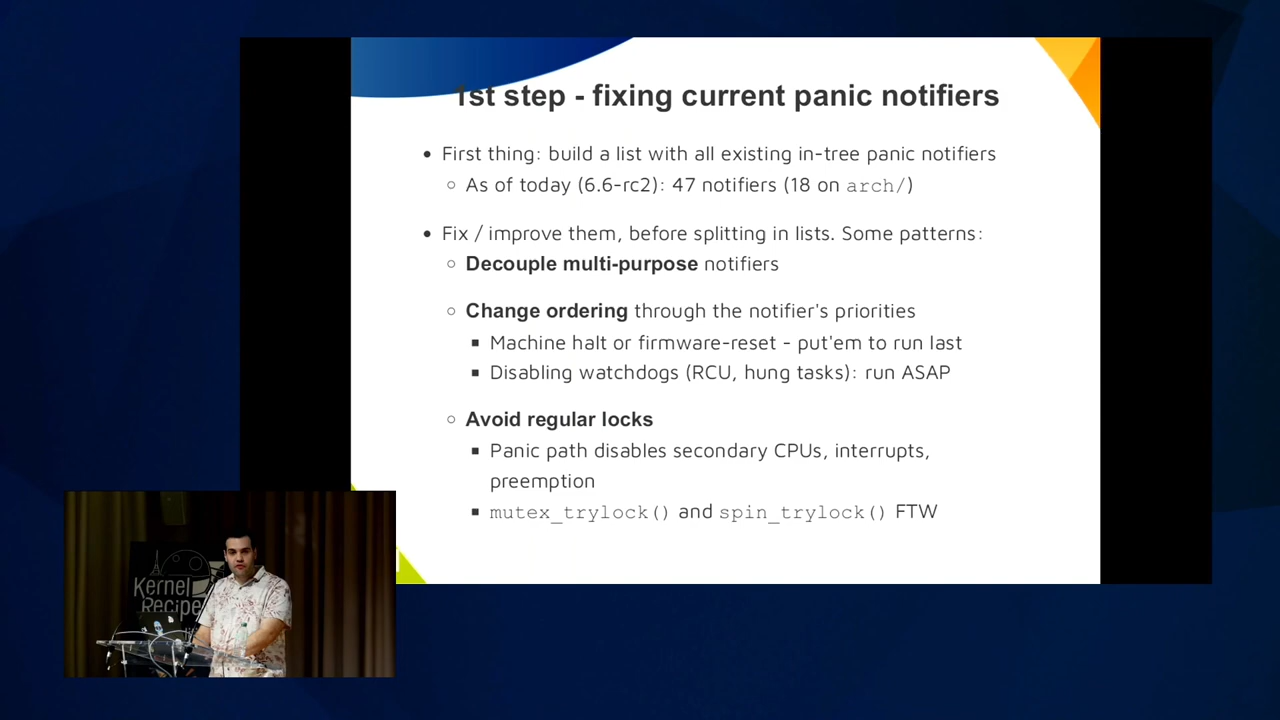 1st step - fixing current panic notifiers
• First thing: build a list with all existing in-tree panic notifiers
○ As of today (6.6-rc2): 47 notifiers (18 on arch/)
• Fix / improve them, before splitting in lists. Some patterns:
○ Decouple multi-purpose notifiers
○ Change ordering through the notifier's priorities
▪ Machine halt or firmware-reset - put'em to run last
▪ Disabling watchdogs (RCU, hung tasks): run ASAP
○ Avoid regular locks
▪ Panic path disables secondary CPUs, interrupts,
preemption
▪ mutex_trylock() and spin_trylock() FTW
Kernel
Recipe